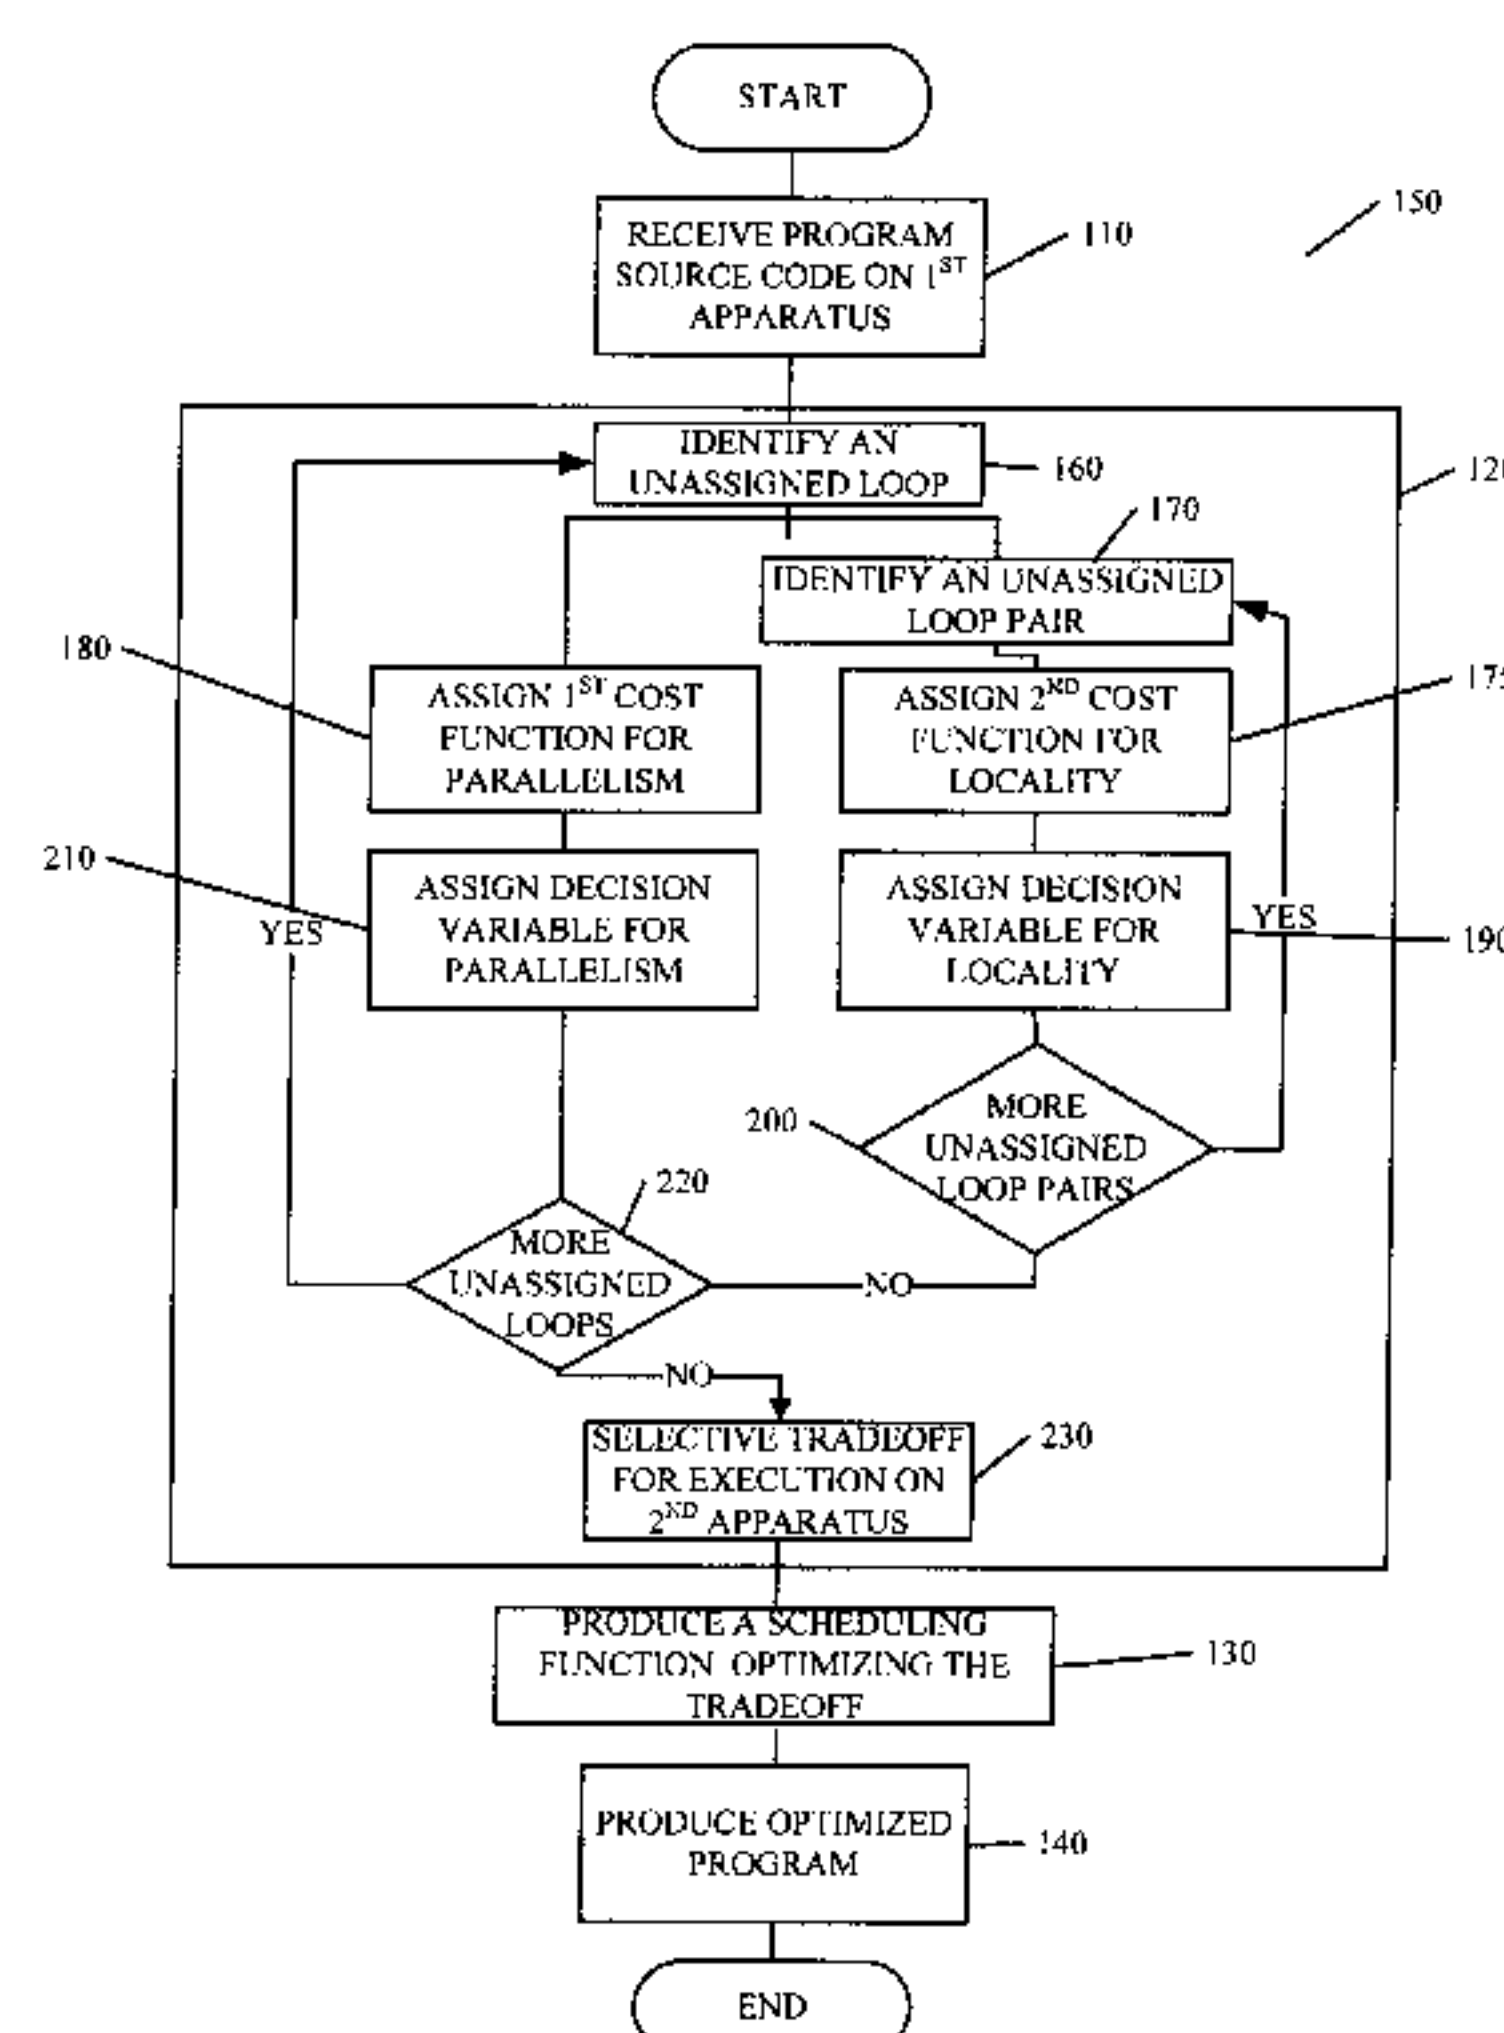 START
150
RECEIVE PROGRAM
SOURCE CODE ON 1ST
APPARATUS
110
IDENTIFY AN
UNASSIGNED LOOP
160
120
170
IDENTIFY AN UNASSIGNED
LOOP PAIR
180
ASSIGN 1ST COST
FUNCTION FOR
PARALLELISM
ASSIGN 2ND COST
FUNCTION FOR
LOCALITY
175
210
ASSIGN DECISION
VARIABLE FOR
PARALLELISM
YES
ASSIGN DECISION
VARIABLE FOR
LOCALITY
YES
190
200
MORE
UNASSIGNED
LOOP PAIRS
220
MORE
UNASSIGNED
LOOPS
NO
NO
SELECTIVE TRADEOFF
FOR EXECUTION ON
2ND APPARATUS
230
PRODUCE A SCHEDULING
FUNCTION OPTIMIZING THE
TRADEOFF
130
PRODUCE OPTIMIZED
PROGRAM
140
END